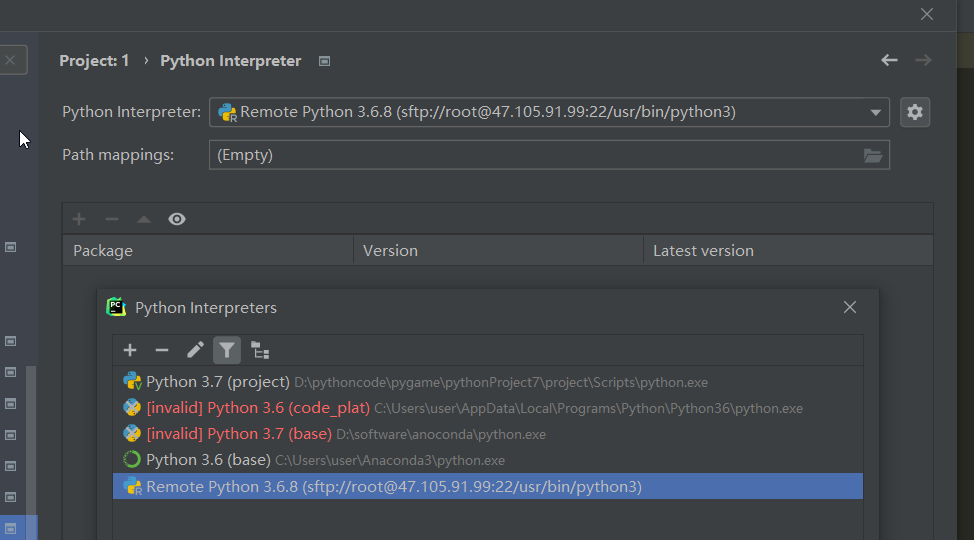 Project: 1 › Python Interpreter
Python Interpreter: Remote Python 3.6.8 (sftp://root@47.105.91.99:22/usr/bin/python3)
Path mappings: (Empty)
Package Version Latest version
Python Interpreters
Python 3.7 (project) D:\pythoncode\pygame\pythonProject7\project\Scripts\python.exe
[invalid] Python 3.6 (code_plat) C:\Users\user\AppData\Local\Programs\Python\Python36\python.exe
[invalid] Python 3.7 (base) D:\software\anoconda\python.exe
Python 3.6 (base) C:\Users\user\Anaconda3\python.exe
Remote Python 3.6.8 (sftp://root@47.105.91.99:22/usr/bin/python3)